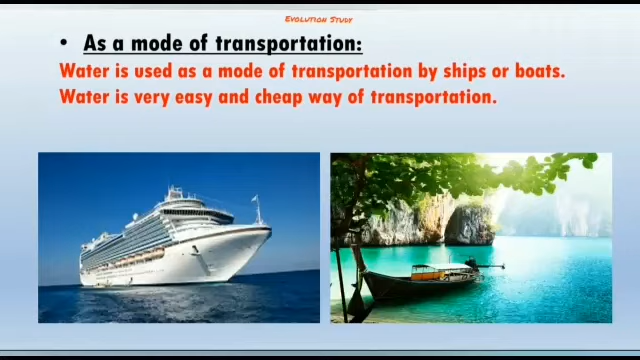 Evolution Study
• As a mode of transportation:
Water is used as a mode of transportation by ships or boats.
Water is very easy and cheap way of transportation.